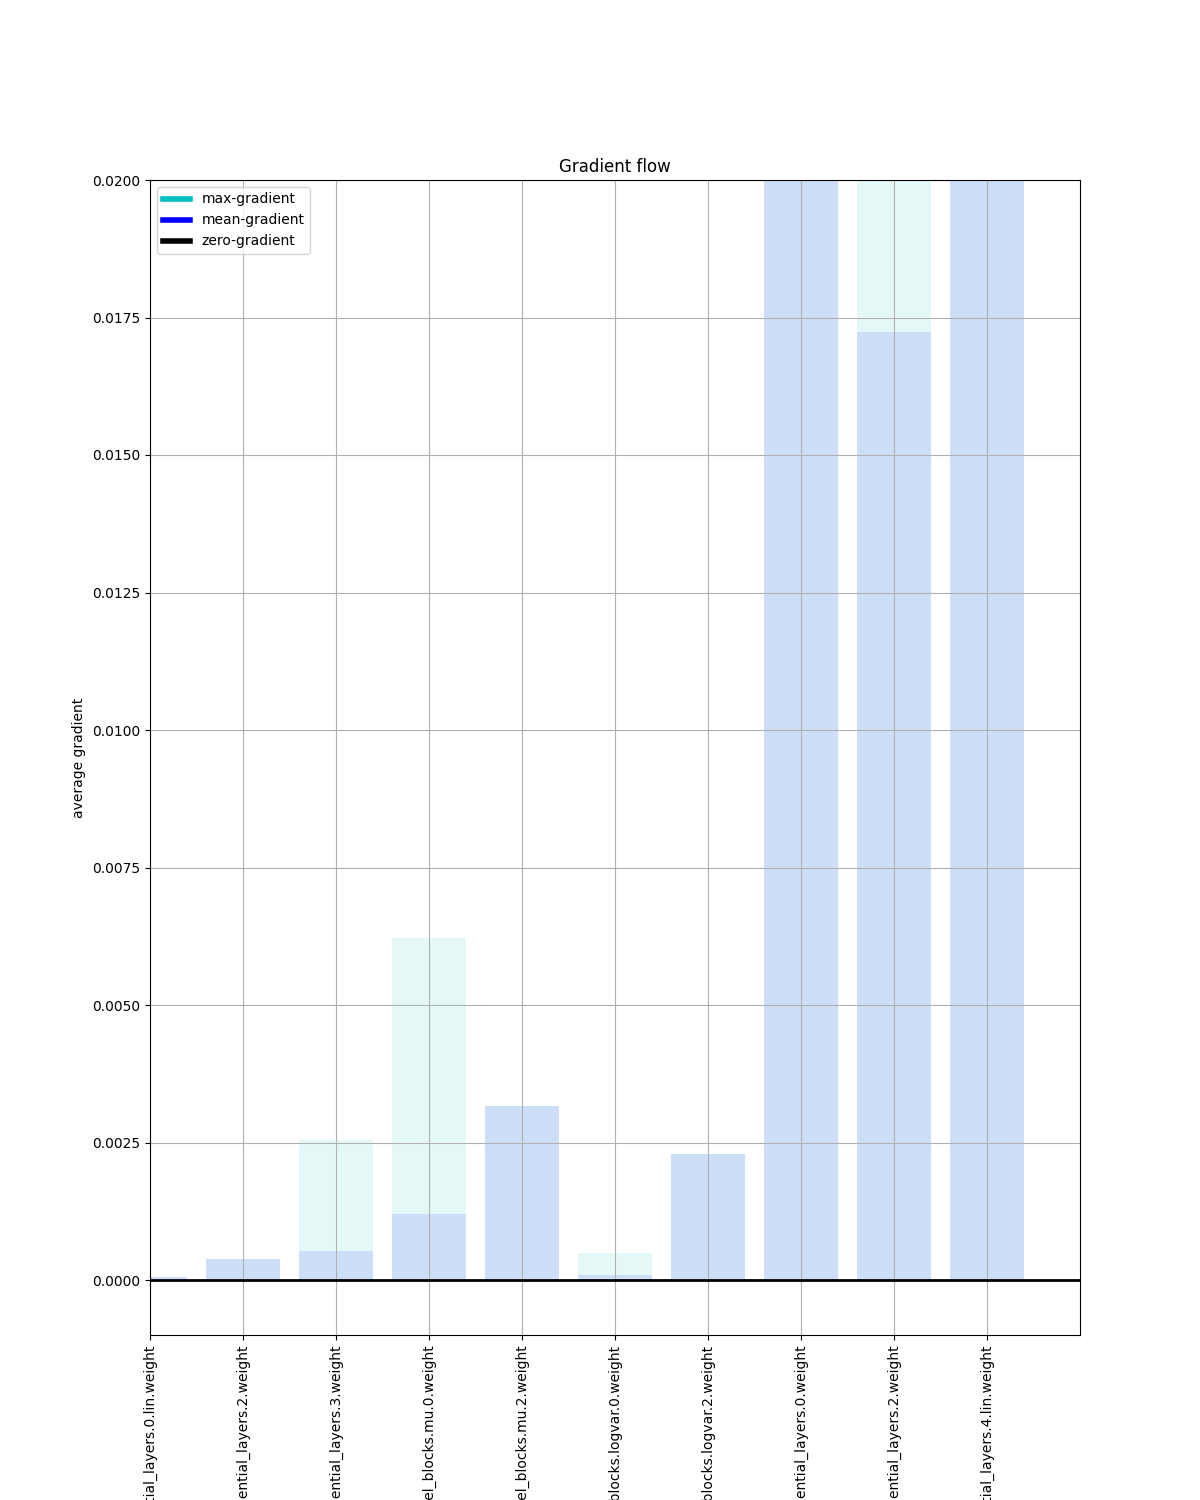 Gradient flow
max-gradient
mean-gradient
zero-gradient
0.0200
0.0175
0.0150
0.0125
0.0100
0.0075
0.0050
0.0025
0.0000
average gradient
tial_layers.0.lin.weight
ential_layers.2.weight
ential_layers.3.weight
el_blocks.mu.0.weight
el_blocks.mu.2.weight
blocks.logvar.0.weight
blocks.logvar.2.weight
ential_layers.0.weight
ential_layers.2.weight
tial_layers.4.lin.weight